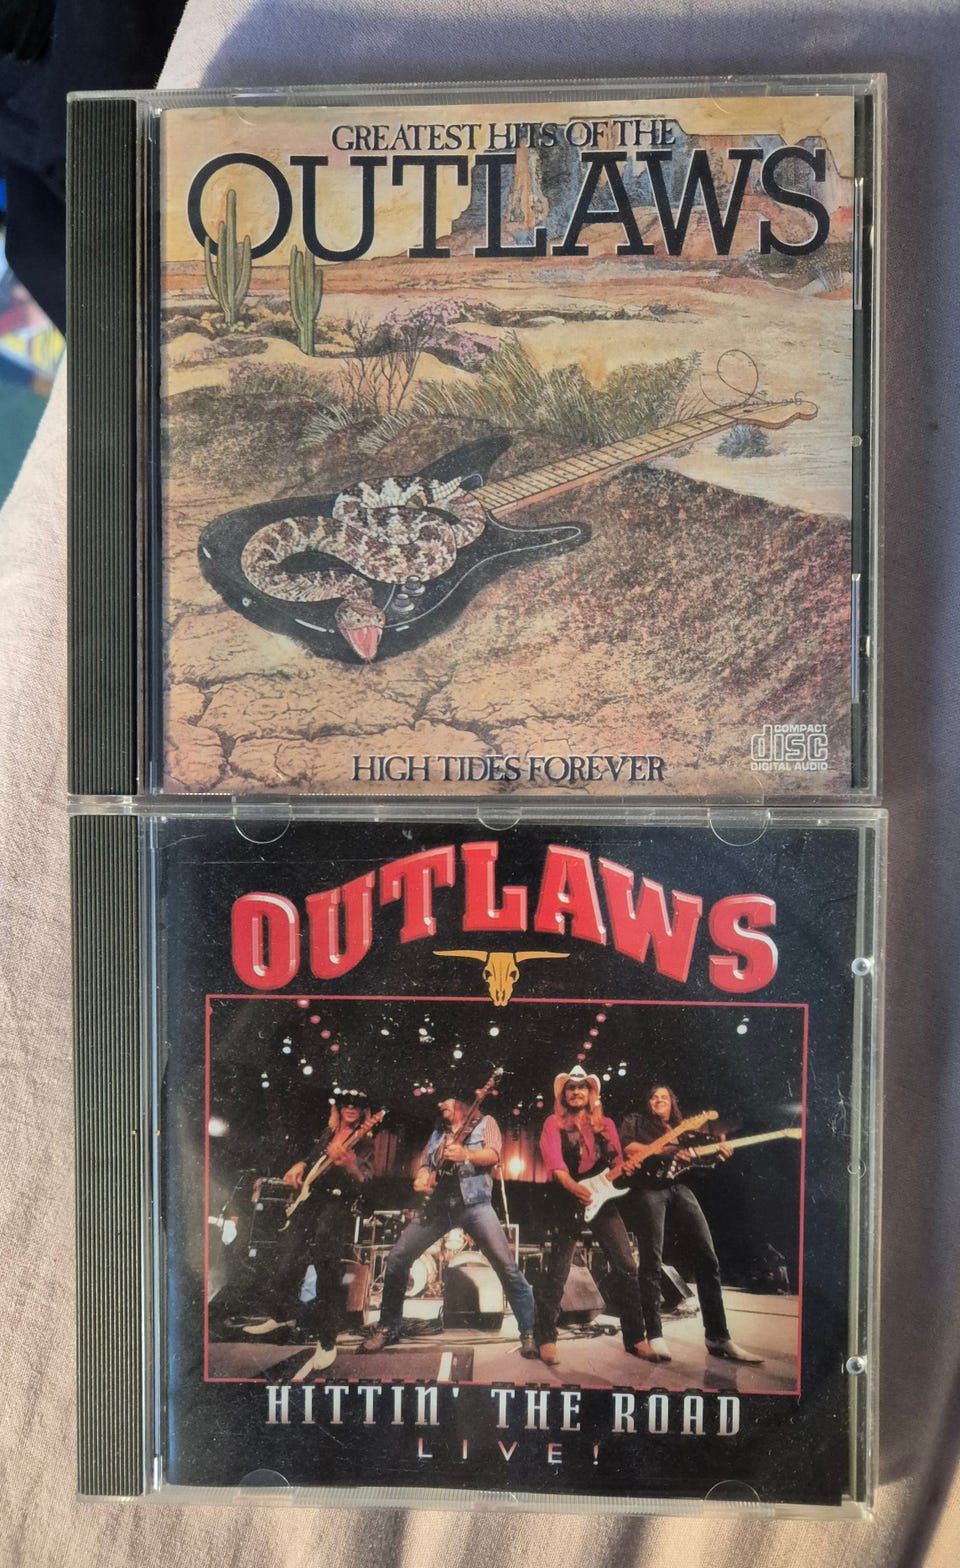 GREATEST HITS OF THE
OUTLAWS
HIGH TIDES FOREVER
COMPACT
disc
DIGITAL AUDIO
OUTLAWS
HITTIN' THE ROAD
LIVE!